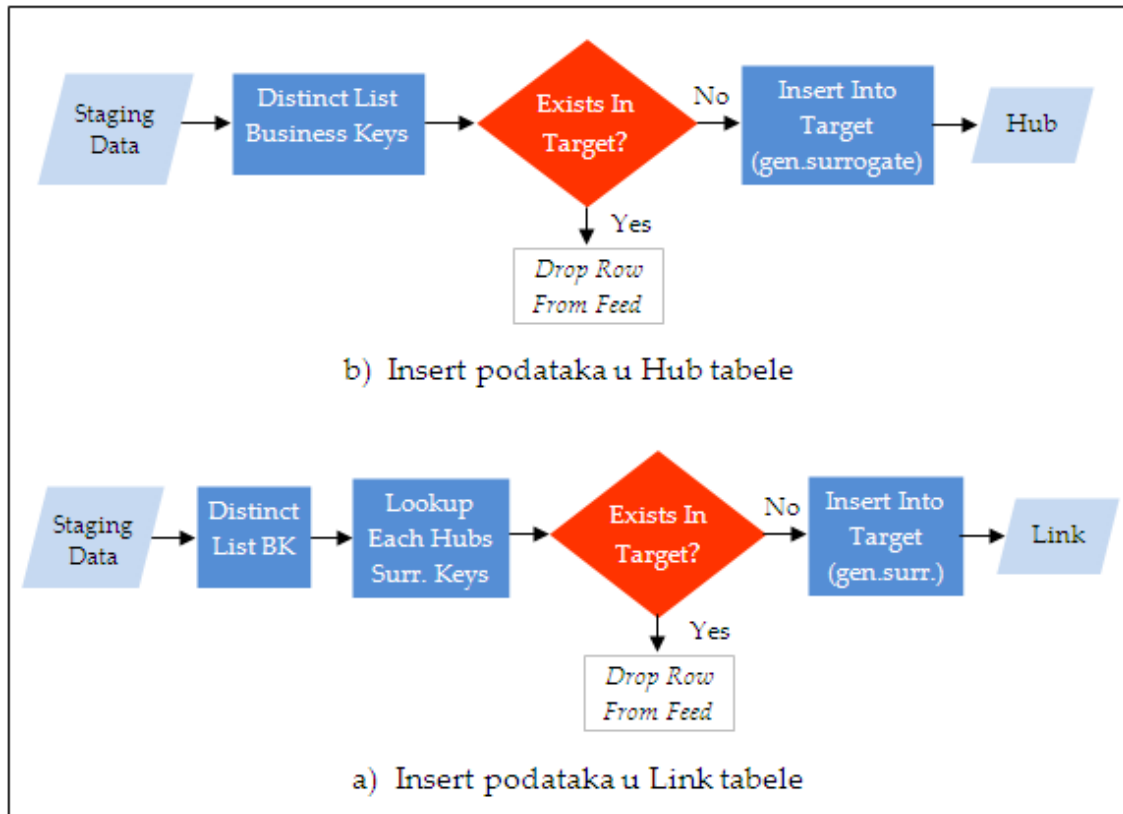 Staging
Data
Distinct List
Business Keys
Exists In
Target?
No
Insert Into
Target
(gen.surrogate)
Hub
Yes
Drop Row
From Feed
b) Insert podataka u Hub tabele
Staging
Data
Distinct
List BK
Lookup
Each Hubs
Surr. Keys
Exists In
Target?
No
Insert Into
Target
(gen.surr.)
Link
Yes
Drop Row
From Feed
a) Insert podataka u Link tabele